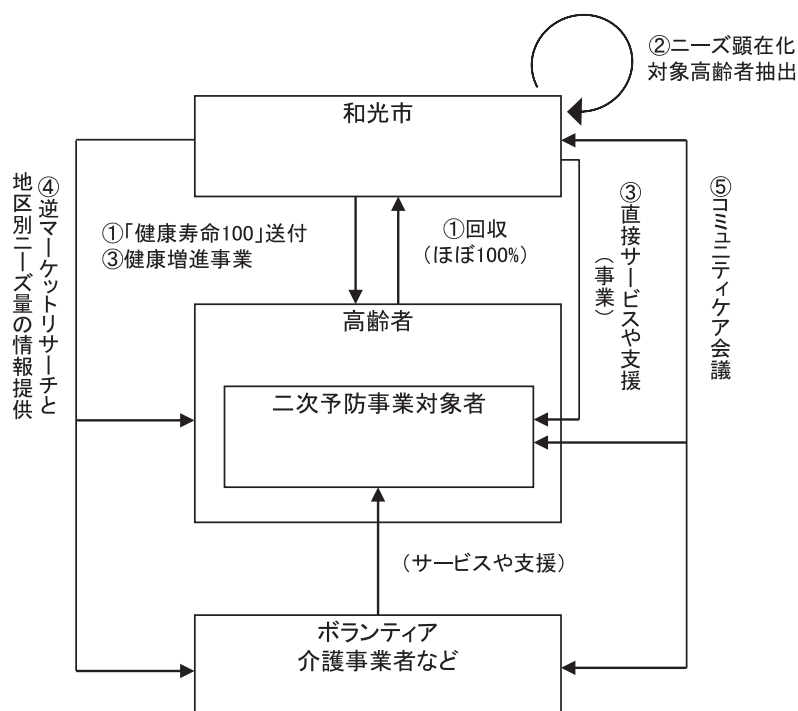 ②ニーズ顕在化
対象高齢者抽出
和光市
①「健康寿命100」送付
③健康増進事業
①回収
（ほぼ100%）
④逆マーケットリサーチと
地区別ニーズ量の情報提供
③直接サービスや支援
（事業）
⑤コミュニティケア会議
高齢者
二次予防事業対象者
（サービスや支援）
ボランティア
介護事業者など